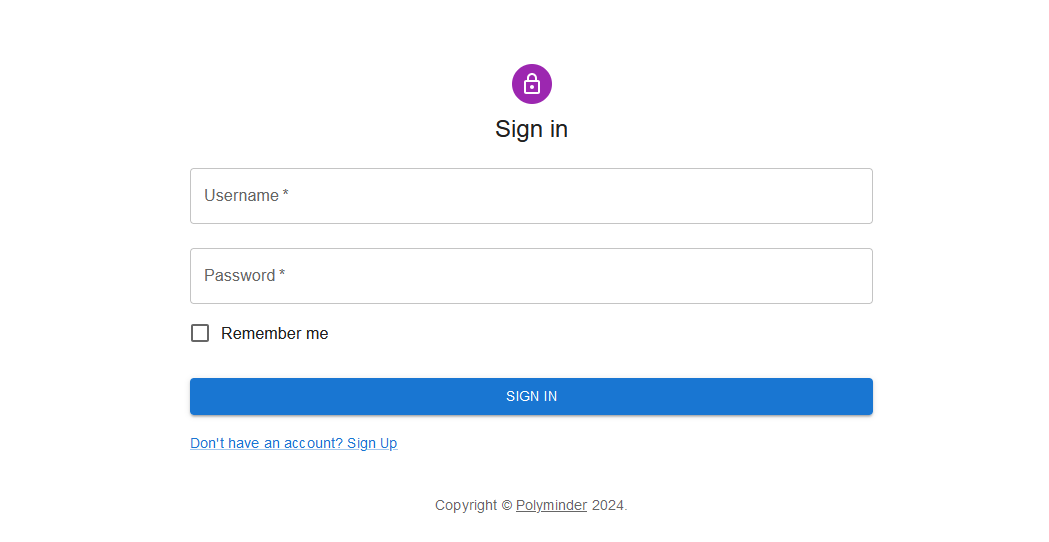 Sign in
Username *
Password *
Remember me
SIGN IN
Don't have an account? Sign Up
Copyright © Polyminder 2024.